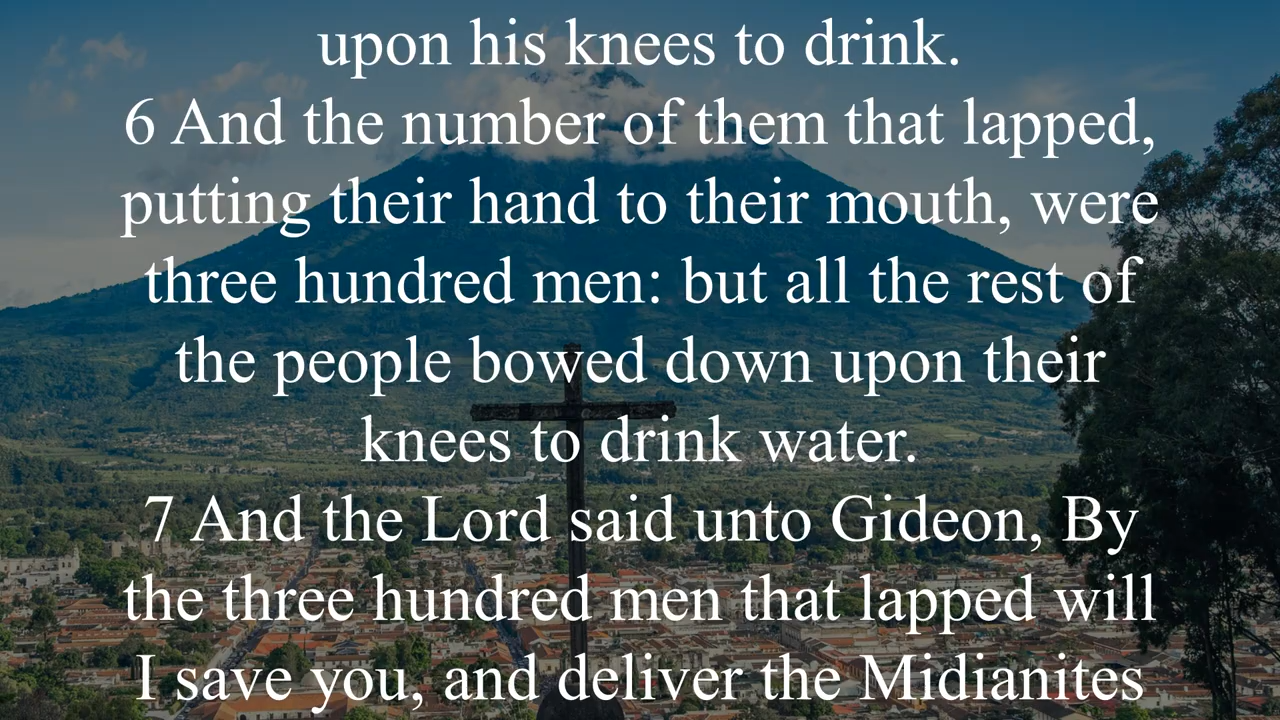 upon his knees to drink.
6 And the number of them that lapped,
putting their hand to their mouth, were
three hundred men: but all the rest of
the people bowed down upon their
knees to drink water.
7 And the Lord said unto Gideon, By
the three hundred men that lapped will
I save you, and deliver the Midianites